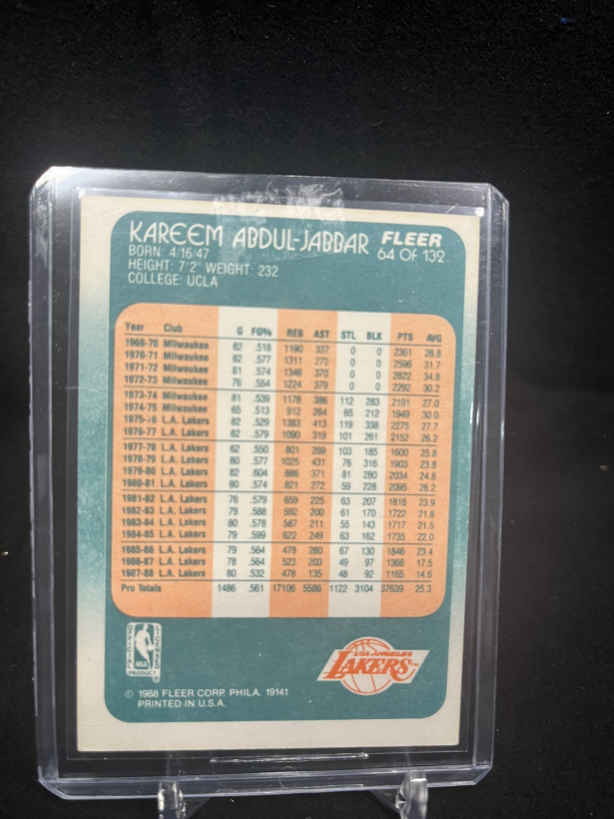 KAREEM ABDUL-JABBAR FLEER
BORN: 4·16·47 64 OF 132
HEIGHT: 7'2" WEIGHT: 232
COLLEGE: UCLA
Year Club G FG% REB AST STL BLK PTS AVG
1969-70 Milwaukee 82 .518 1190 337 0 0 2361 28.8
1970-71 Milwaukee 82 .577 1311 270 0 0 2596 31.7
1971-72 Milwaukee 81 .574 1346 370 0 0 2822 34.8
1972-73 Milwaukee 76 .554 1224 379 0 0 2292 30.2
1973-74 Milwaukee 81 .539 1178 386 112 283 2191 27.0
1974-75 Milwaukee 65 .513 912 264 65 212 1949 30.0
1975-76 L.A. Lakers 82 .529 1383 413 119 338 2275 27.7
1976-77 L.A. Lakers 82 .579 1090 319 101 261 2152 26.2
1977-78 L.A. Lakers 62 .550 801 269 103 185 1600 25.8
1978-79 L.A. Lakers 80 .577 1025 431 76 316 1903 23.8
1979-80 L.A. Lakers 82 .604 886 371 81 280 2034 24.8
1980-81 L.A. Lakers 80 .574 821 272 59 228 2095 26.2
1981-82 L.A. Lakers 76 .579 659 225 63 207 1818 23.9
1982-83 L.A. Lakers 79 .588 592 200 61 170 1722 21.8
1983-84 L.A. Lakers 80 .578 587 211 55 143 1717 21.5
1984-85 L.A. Lakers 79 .599 622 249 63 162 1735 22.0
1985-86 L.A. Lakers 79 .564 479 280 67 130 1846 23.4
1986-87 L.A. Lakers 78 .564 523 203 49 97 1366 17.5
1987-88 L.A. Lakers 80 .532 478 135 48 92 1165 14.6
Pro Totals 1486 .561 17106 5586 1122 3104 37639 25.3
NBA
PRODUCT
LOS ANGELES
LAKERS
© 1988 FLEER CORP. PHILA. 19141
PRINTED IN U.S.A.